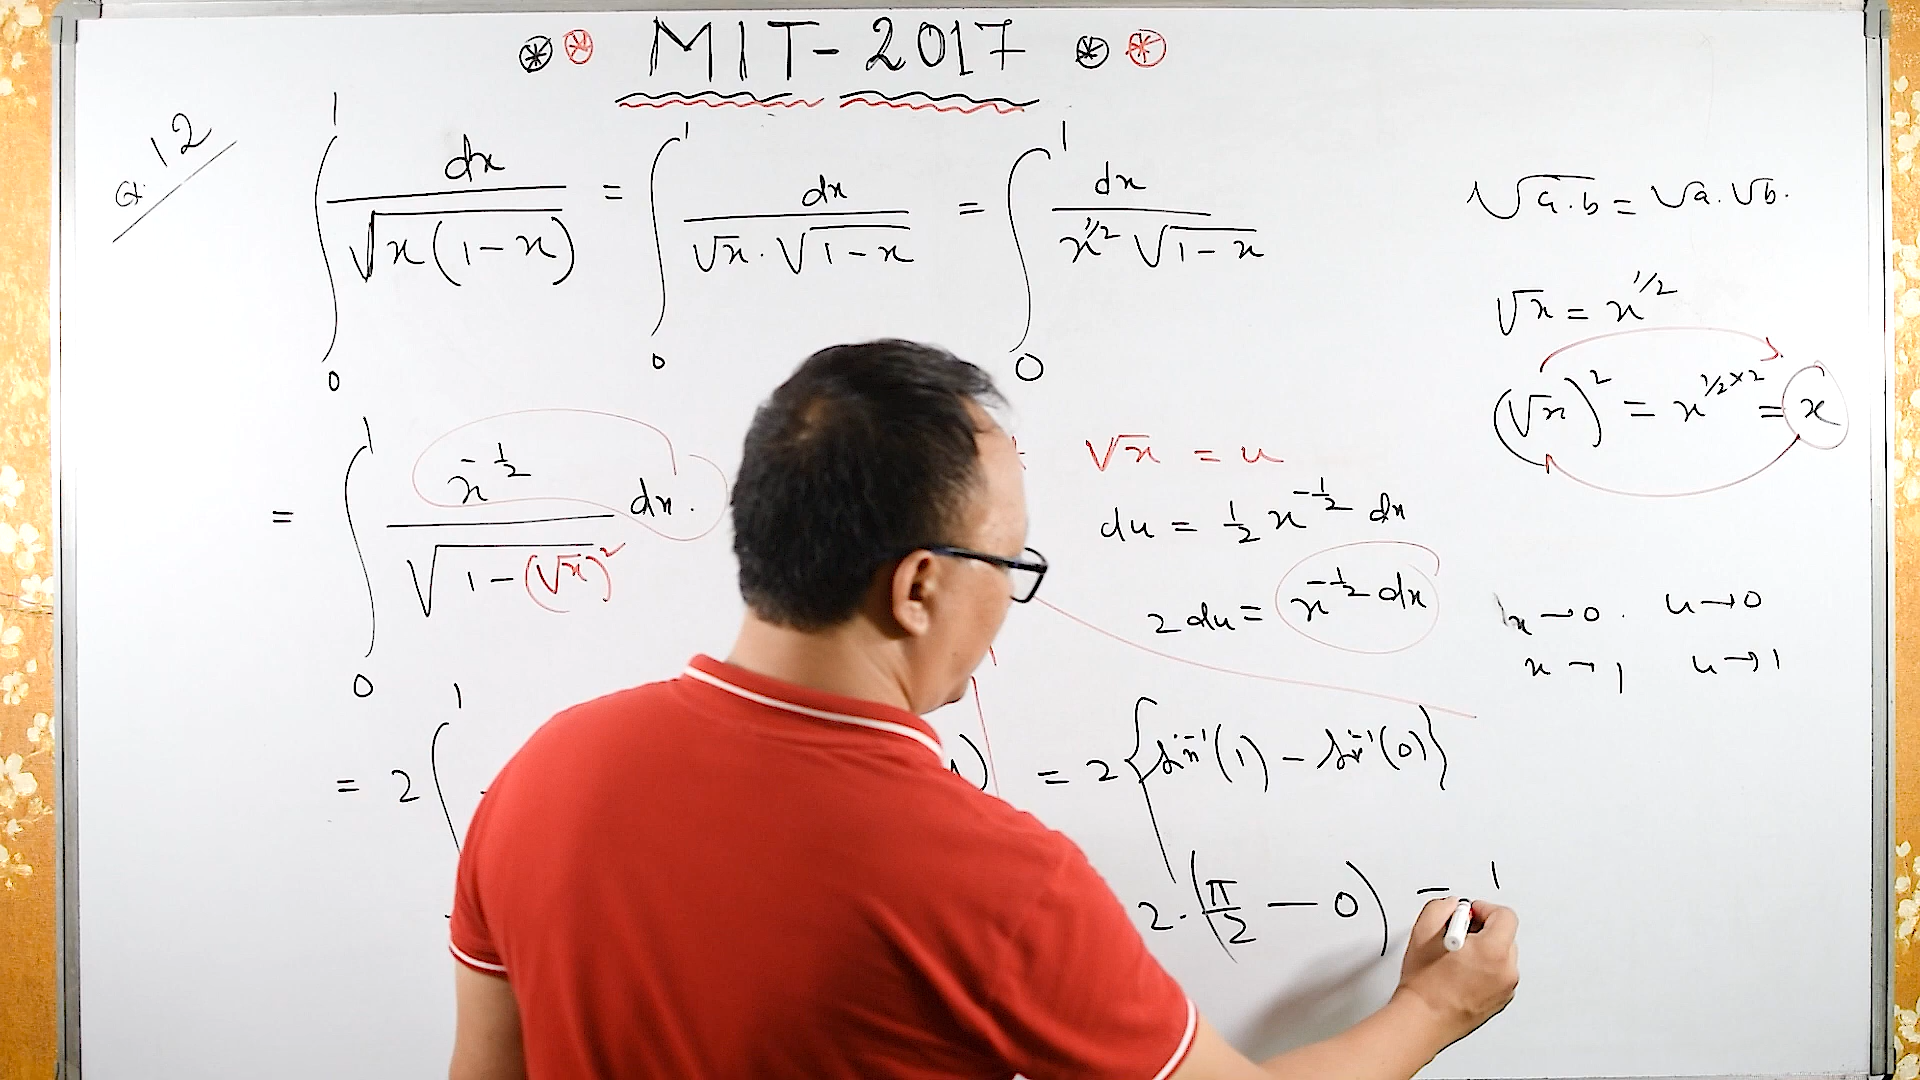 MIT-2017
Q. 12
∫₀¹ dx / √(x(1-x)) = ∫₀¹ dx / (√x · √(1-x)) = ∫₀¹ dx / (x^1/2 √(1-x))
√(a.b) = √a.√b.
√x = x^1/2
(√x)² = x^(1/2×2) = x
= ∫₀¹ x^-1/2 / √(1-(√x)²) dx.
√x = u
du = 1/2 x^-1/2 dx
2du = x^-1/2 dx
x→0. u→0
x→1 u→1
= 2 ∫ 1
= 2 {sin⁻¹(1) - sin⁻¹(0)}
2·(π/2 - 0) =